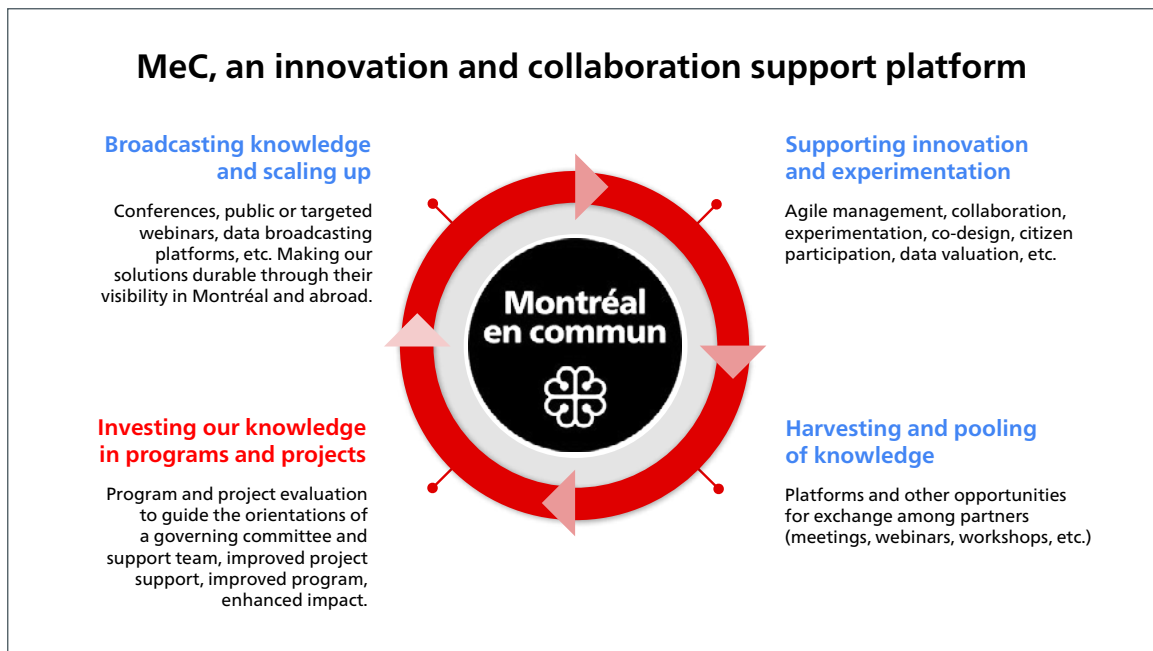 MeC, an innovation and collaboration support platform
Broadcasting knowledge
and scaling up
Conferences, public or targeted
webinars, data broadcasting
platforms, etc. Making our
solutions durable through their
visibility in Montréal and abroad.
Supporting innovation
and experimentation
Agile management, collaboration,
experimentation, co-design, citizen
participation, data valuation, etc.
Montréal
en commun
Investing our knowledge
in programs and projects
Program and project evaluation
to guide the orientations of
a governing committee and
support team, improved project
support, improved program,
enhanced impact.
Harvesting and pooling
of knowledge
Platforms and other opportunities
for exchange among partners
(meetings, webinars, workshops, etc.)